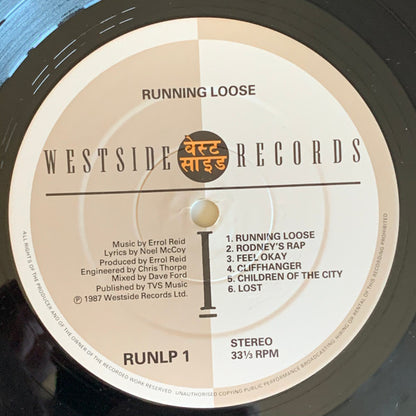 RUNNING LOOSE
WESTSIDE वेस्ट साइड RECORDS
Music by Errol Reid
Lyrics by Noel McCoy
Produced by Errol Reid
Engineered by Chris Thorpe
Mixed by Dave Ford
Published by TVS Music
℗ 1987 Westside Records Ltd.
I
1. RUNNING LOOSE
2. RODNEY'S RAP
3. FEEL OKAY
4. CLIFFHANGER
5. CHILDREN OF THE CITY
6. LOST
RUNLP 1
STEREO
33⅓ RPM
ALL RIGHTS OF THE PRODUCER AND OF THE OWNER OF THE RECORDED WORK RESERVED. UNAUTHORISED COPYING PUBLIC PERFORMANCE BROADCASTING HIRING OR RENTAL OF THIS RECORD PROHIBITED.